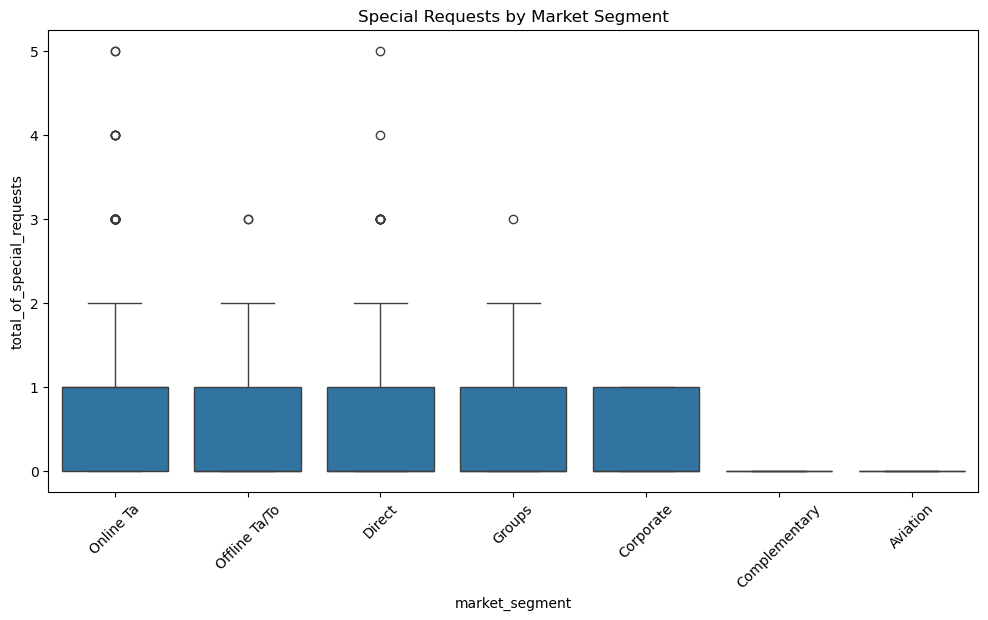 Special Requests by Market Segment
total_of_special_requests
5
4
3
2
1
0
Online Ta
Offline Ta/To
Direct
Groups
Corporate
Complementary
Aviation
market_segment